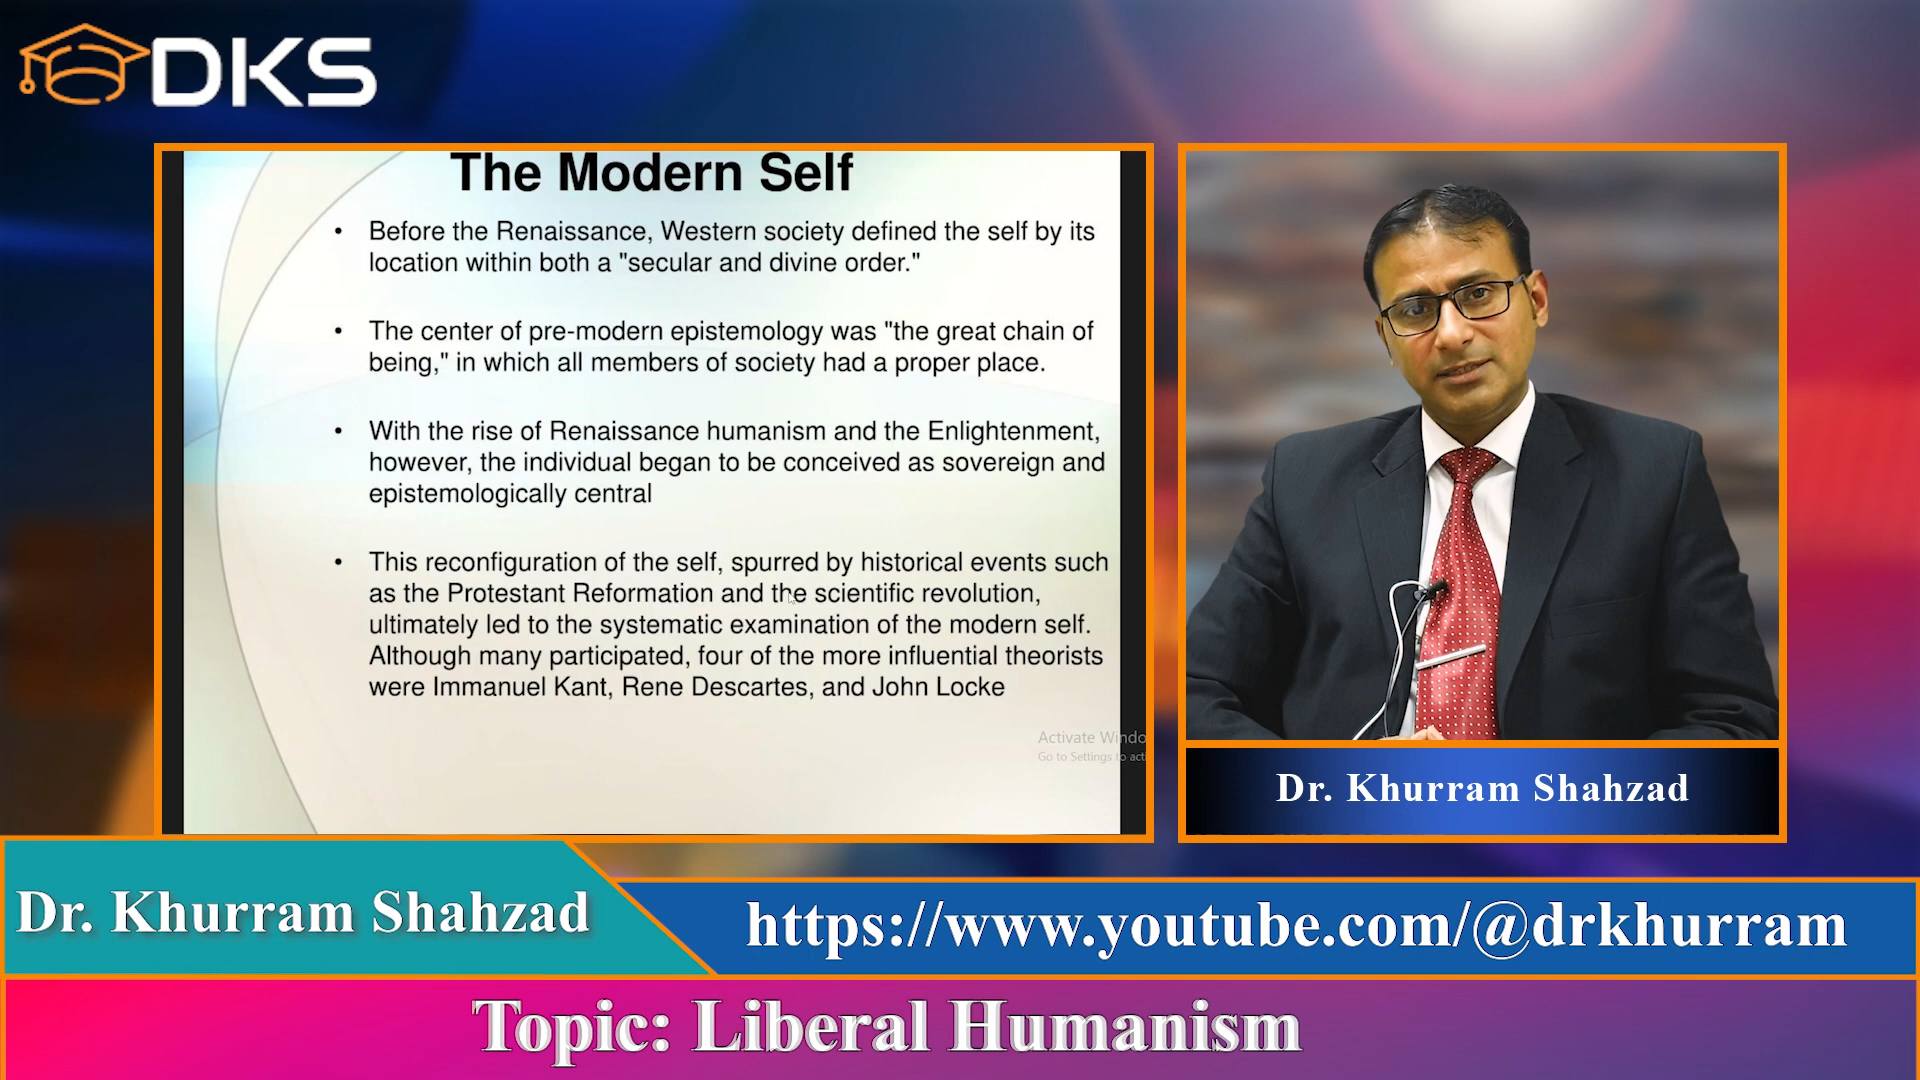 DKS
The Modern Self
• Before the Renaissance, Western society defined the self by its
location within both a "secular and divine order."
• The center of pre-modern epistemology was "the great chain of
being," in which all members of society had a proper place.
• With the rise of Renaissance humanism and the Enlightenment,
however, the individual began to be conceived as sovereign and
epistemologically central
• This reconfiguration of the self, spurred by historical events such
as the Protestant Reformation and the scientific revolution,
ultimately led to the systematic examination of the modern self.
Although many participated, four of the more influential theorists
were Immanuel Kant, Rene Descartes, and John Locke
Activate Windo
Go to Settings to acti
Dr. Khurram Shahzad
Dr. Khurram Shahzad
https://www.youtube.com/@drkhurram
Topic: Liberal Humanism